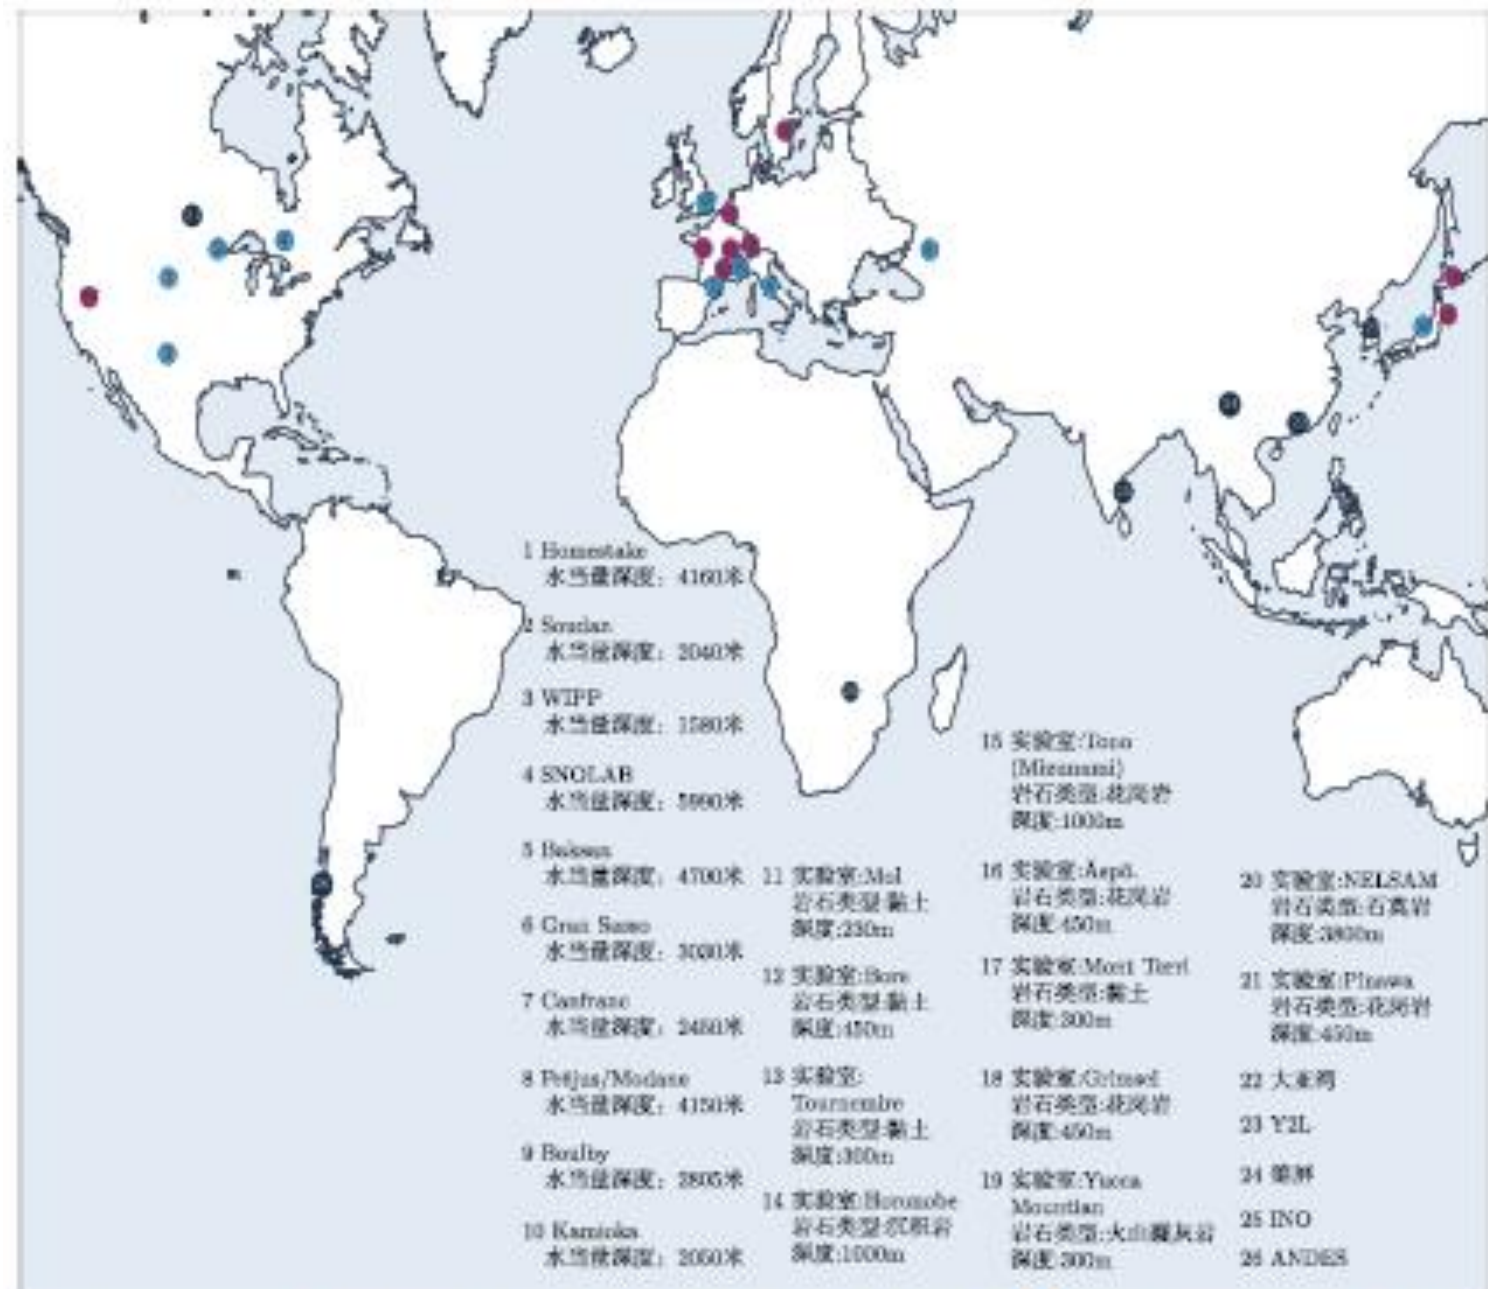 1 Homestake
水当量深度：4160米
2 Soudan
水当量深度：2040米
3 WIPP
水当量深度：1580米
4 SNOLAB
水当量深度：5990米
5 Baksan
水当量深度：4700米
6 Gran Sasso
水当量深度：3030米
7 Canfranc
水当量深度：2450米
8 Fréjus/Modane
水当量深度：4150米
9 Boulby
水当量深度：2805米
10 Kamioka
水当量深度：2050米
11 实验室:Mol
岩石类型:黏土
深度:230m
12 实验室:Bure
岩石类型:黏土
深度:450m
13 实验室:
Tournemire
岩石类型:黏土
深度:300m
14 实验室:Horonobe
岩石类型:沉积岩
深度:1000m
15 实验室:Tono
(Mizunami)
岩石类型:花岗岩
深度:1000m
16 实验室:Äspö.
岩石类型:花岗岩
深度:450m
17 实验室:Mont Terri
岩石类型:黏土
深度:300m
18 实验室:Grimsel
岩石类型:花岗岩
深度:450m
19 实验室:Yucca
Mountian
岩石类型:火山凝灰岩
深度:300m
20 实验室:NELSAM
岩石类型:石英岩
深度:3800m
21 实验室:Pinawa
岩石类型:花岗岩
深度:450m
22 大亚湾
23 Y2L
24 锦屏
25 INO
26 ANDES